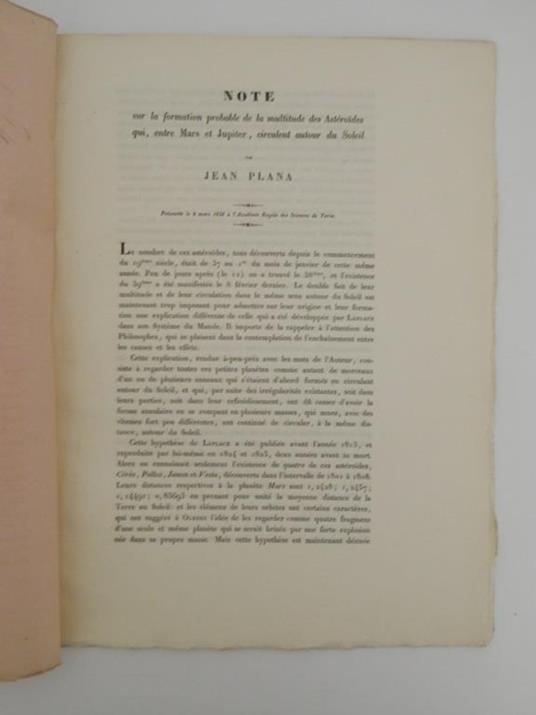 NOTE
sur la formation probable de la multitude des Astéroïdes
qui, entre Mars et Jupiter, circulent autour du Soleil
PAR
JEAN PLANA
Présentée le 2 mars 1856 à l'Académie Royale des Sciences de Turin
Le nombre de ces astéroïdes, tous découverts depuis le commencement
du 19ème siècle, était de 37 au 1er du mois de janvier de cette même
année. Peu de jours après (le 12) on a trouvé le 38ème, et l'existence
du 39ème a été manifestée le 8 février dernier. Le double fait de leur
multitude et de leur circulation dans le même sens autour du Soleil est
maintenant trop imposant pour admettre sur leur origine et leur forma-
tion une explication différente de celle qui a été développée par LAPLACE
dans son Système du Monde. Il importe de la rappeler à l'attention des
Philosophes, qui se plaisent dans la contemplation de l'enchaînement entre
les causes et les effets.
Cette explication, rendue à-peu-près avec les mots de l'Auteur, con-
siste à regarder toutes ces petites planètes comme autant de morceaux
d'un ou de plusieurs anneaux qui s'étaient d'abord formés en circulant
autour du Soleil, et qui, par suite des irrégularités existantes, soit dans
leurs parties, soit dans leur refroidissement, ont dû cesser d'avoir la
forme annulaire en se rompant en plusieurs masses, qui mues, avec des
vitesses fort peu différentes, ont continué de circuler, à la même dis-
tance, autour du Soleil.
Cette hypothèse de LAPLACE a été publiée avant l'année 1813, et
reproduite par lui-même en 1824 et 1825, deux années avant sa mort.
Alors on connaissait seulement l'existence de quatre de ces astéroïdes,
Cérès, Pallas, Junon et Vesta, découverts dans l'intervalle de 1801 à 1808.
Leurs distances respectives à la planète Mars sont 1,2428; 1,2457;
1,14491; 0,83693 en prenant pour unité la moyenne distance de la
Terre au Soleil: et les élémens de leurs orbites ont certains caractères,
qui ont suggéré à OLBERS l'idée de les regarder comme quatre fragmens
d'une seule et même planète qui se serait brisée par une forte explosion
née dans sa propre masse. Mais cette hypothèse est maintenant dénuée